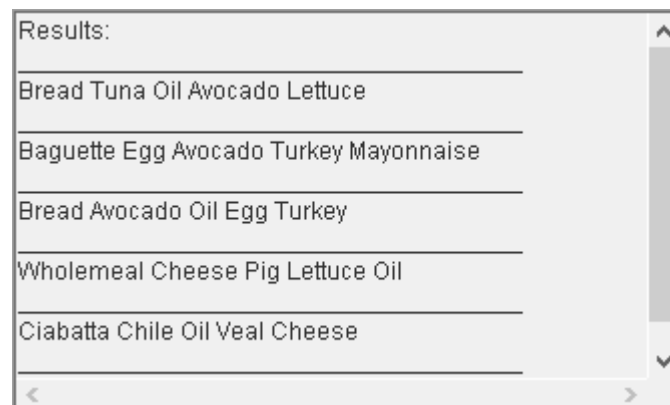 Results:
Bread Tuna Oil Avocado Lettuce
Baguette Egg Avocado Turkey Mayonnaise
Bread Avocado Oil Egg Turkey
Wholemeal Cheese Pig Lettuce Oil
Ciabatta Chile Oil Veal Cheese